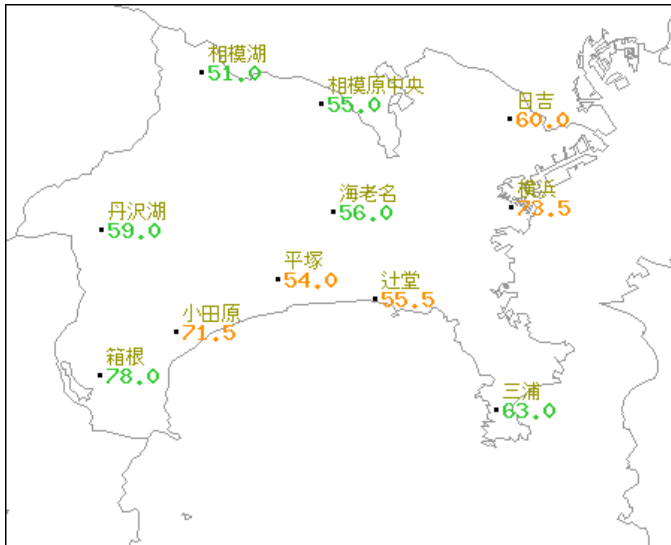 相模湖
51.0
相模原中央
55.0
日吉
60.0
横浜
73.5
海老名
56.0
丹沢湖
59.0
平塚
54.0
辻堂
55.5
小田原
71.5
箱根
78.0
三浦
63.0